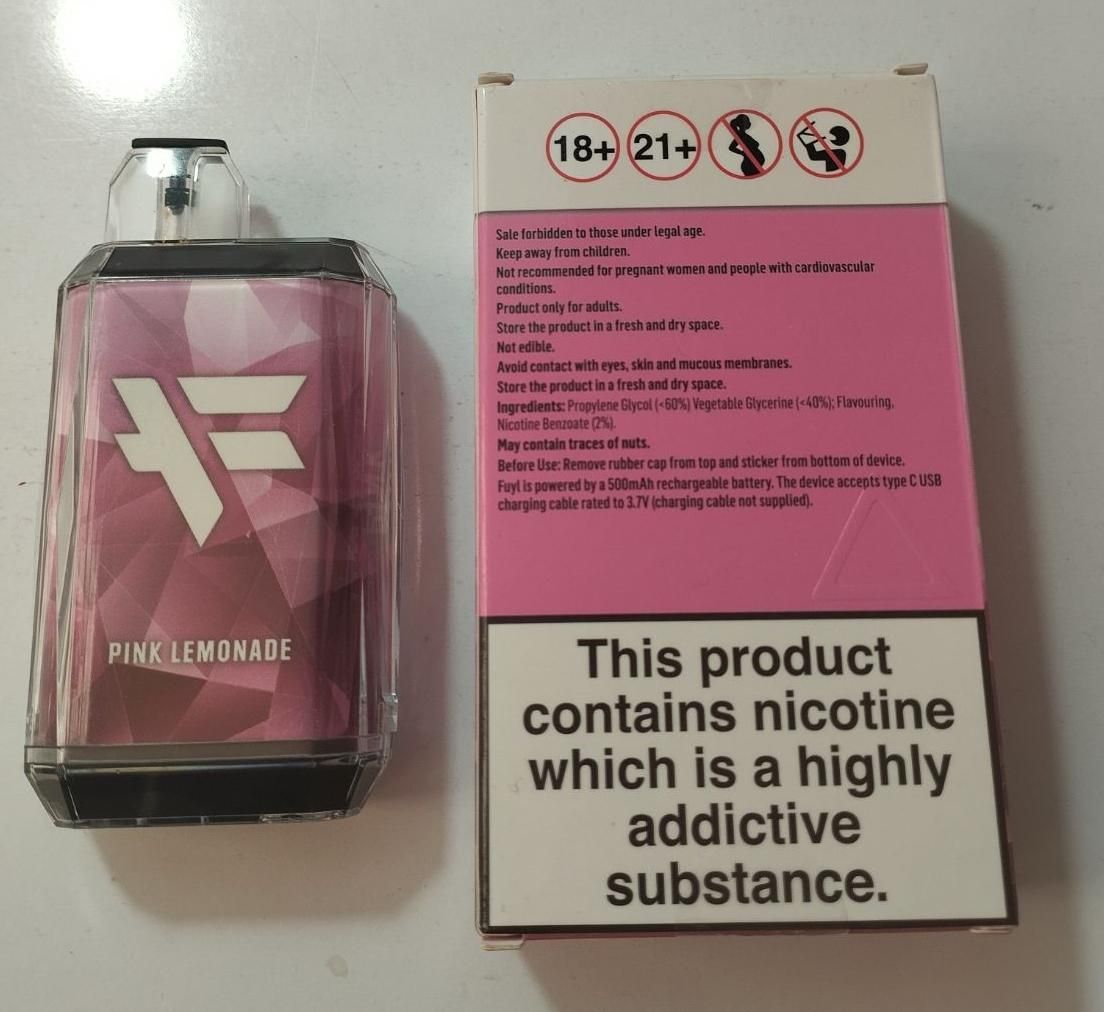 PINK LEMONADE
18+ 21+
Sale forbidden to those under legal age.
Keep away from children.
Not recommended for pregnant women and people with cardiovascular
conditions.
Product only for adults.
Store the product in a fresh and dry space.
Not edible.
Avoid contact with eyes, skin and mucous membranes.
Store the product in a fresh and dry space.
Ingredients: Propylene Glycol (<60%) Vegetable Glycerine (<40%); Flavouring,
Nicotine Benzoate (2%).
May contain traces of nuts.
Before Use: Remove rubber cap from top and sticker from bottom of device.
Fuyl is powered by a 500mAh rechargeable battery. The device accepts type C USB
charging cable rated to 3.7V (charging cable not supplied).
This product
contains nicotine
which is a highly
addictive
substance.